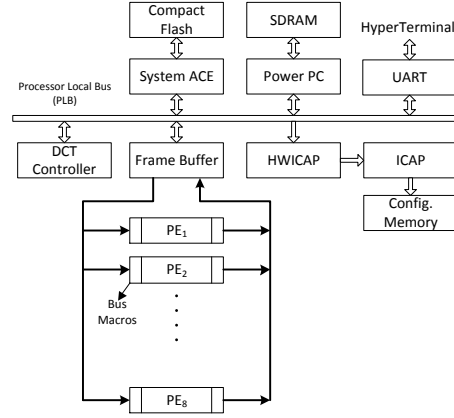 Compact
Flash
SDRAM
HyperTerminal
System ACE
Power PC
UART
Processor Local Bus
(PLB)
DCT
Controller
Frame Buffer
HWICAP
ICAP
Config.
Memory
PE1
PE2
Bus
Macros
PE8